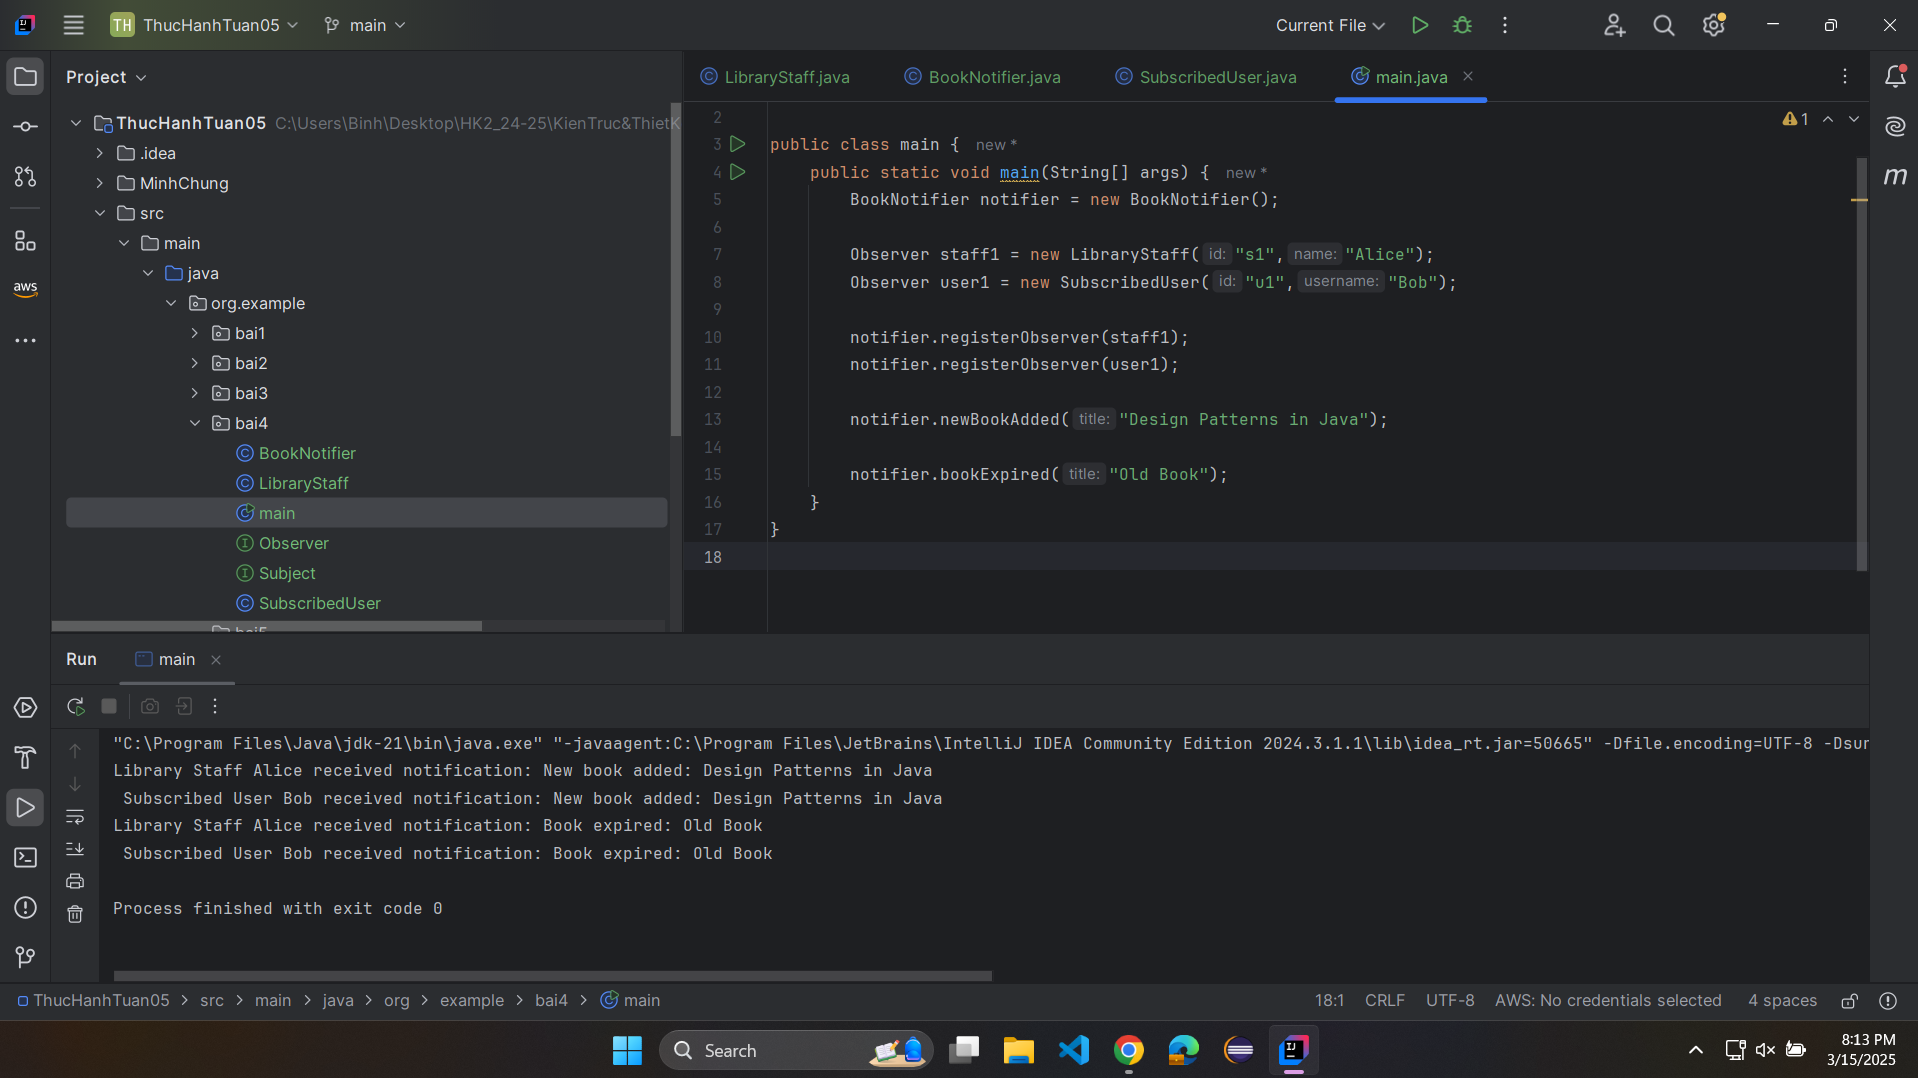 TH ThucHanhTuan05 main Current File
Project
LibraryStaff.java BookNotifier.java SubscribedUser.java main.java
ThucHanhTuan05 C:\Users\Binh\Desktop\HK2_24-25\KienTruc&ThietK
.idea
MinhChung
src
main
java
org.example
bai1
bai2
bai3
bai4
BookNotifier
LibraryStaff
main
Observer
Subject
SubscribedUser
bai5
aws
m
1
2
3 public class main { new *
4 public static void main(String[] args) { new *
5 BookNotifier notifier = new BookNotifier();
6
7 Observer staff1 = new LibraryStaff( id: "s1", name: "Alice");
8 Observer user1 = new SubscribedUser( id: "u1", username: "Bob");
9
10 notifier.registerObserver(staff1);
11 notifier.registerObserver(user1);
12
13 notifier.newBookAdded( title: "Design Patterns in Java");
14
15 notifier.bookExpired( title: "Old Book");
16 }
17 }
18
Run main
"C:\Program Files\Java\jdk-21\bin\java.exe" "-javaagent:C:\Program Files\JetBrains\IntelliJ IDEA Community Edition 2024.3.1.1\lib\idea_rt.jar=50665" -Dfile.encoding=UTF-8 -Dsun
Library Staff Alice received notification: New book added: Design Patterns in Java
Subscribed User Bob received notification: New book added: Design Patterns in Java
Library Staff Alice received notification: Book expired: Old Book
Subscribed User Bob received notification: Book expired: Old Book
Process finished with exit code 0
ThucHanhTuan05 > src > main > java > org > example > bai4 > main 18:1 CRLF UTF-8 AWS: No credentials selected 4 spaces
Search
8:13 PM
3/15/2025